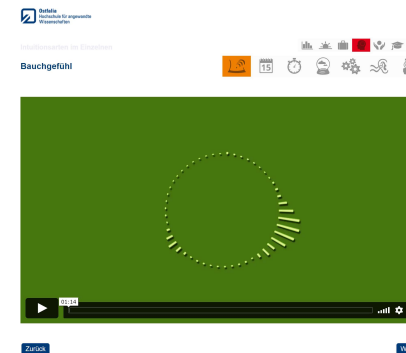 Ostfalia
Hochschule für angewandte
Wissenschaften
Bauchgefühl
15
01:14
Zurück
W